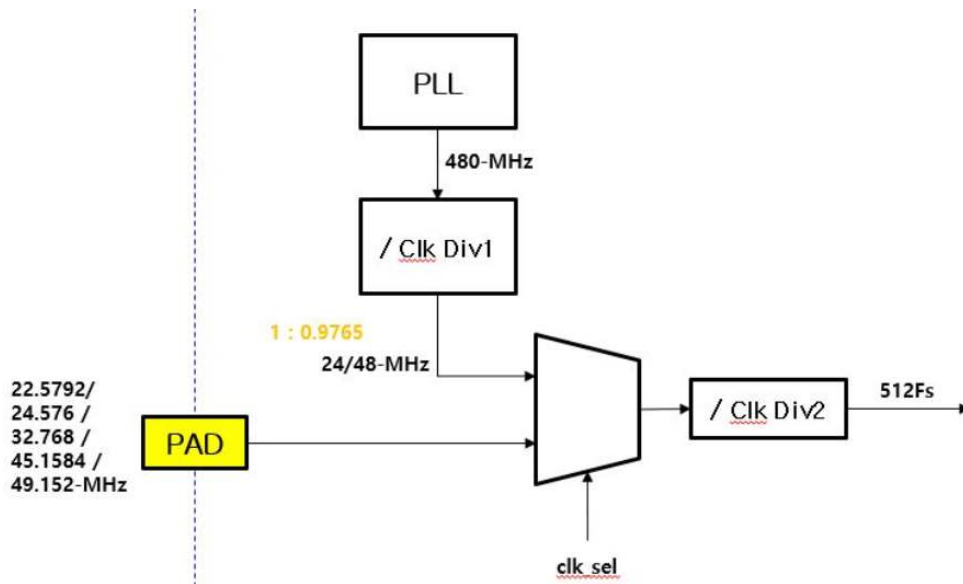 PLL
480-MHz
/ Clk Div1
1 : 0.9765
24/48-MHz
22.5792/
24.576 /
32.768 /
45.1584 /
49.152-MHz
PAD
/ Clk Div2
512Fs
clk_sel